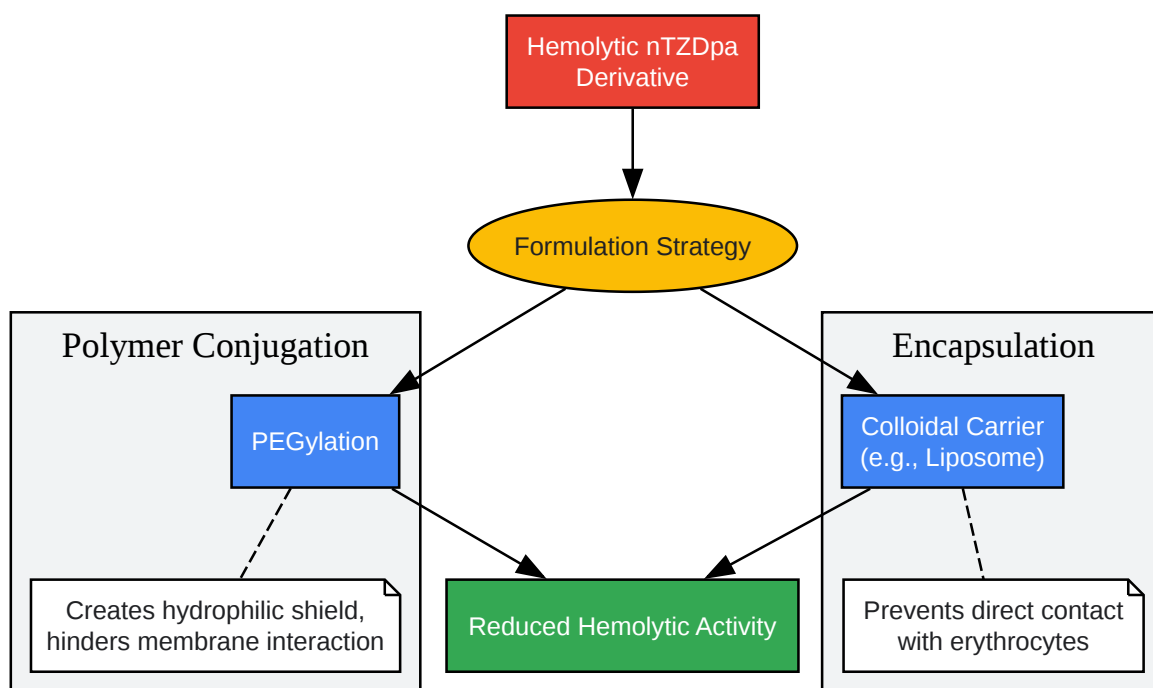 Hemolytic nTZDpa
Derivative
Formulation Strategy
Polymer Conjugation
Encapsulation
PEGylation
Colloidal Carrier
(e.g., Liposome)
Creates hydrophilic shield,
hinders membrane interaction
Reduced Hemolytic Activity
Prevents direct contact
with erythrocytes